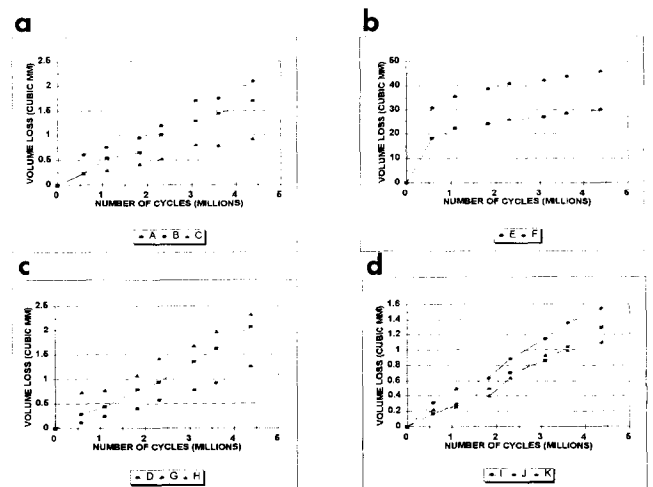 a
VOLUME LOSS (CUBIC MM)
2.5
2
1.5
1
0.5
0
0 1 2 3 4 5
NUMBER OF CYCLES (MILLIONS)
A B C
b
VOLUME LOSS (CUBIC MM)
50
40
30
20
10
0
0 1 2 3 4 5
NUMBER OF CYCLES (MILLIONS)
E F
c
VOLUME LOSS (CUBIC MM)
2.5
2
1.5
1
0.5
0
0 1 2 3 4 5
NUMBER OF CYCLES (MILLIONS)
D G H
d
VOLUME LOSS (CUBIC MM)
1.6
1.4
1.2
1
0.8
0.6
0.4
0.2
0
0 1 2 3 4 5 6
NUMBER OF CYCLES (MILLIONS)
I J K